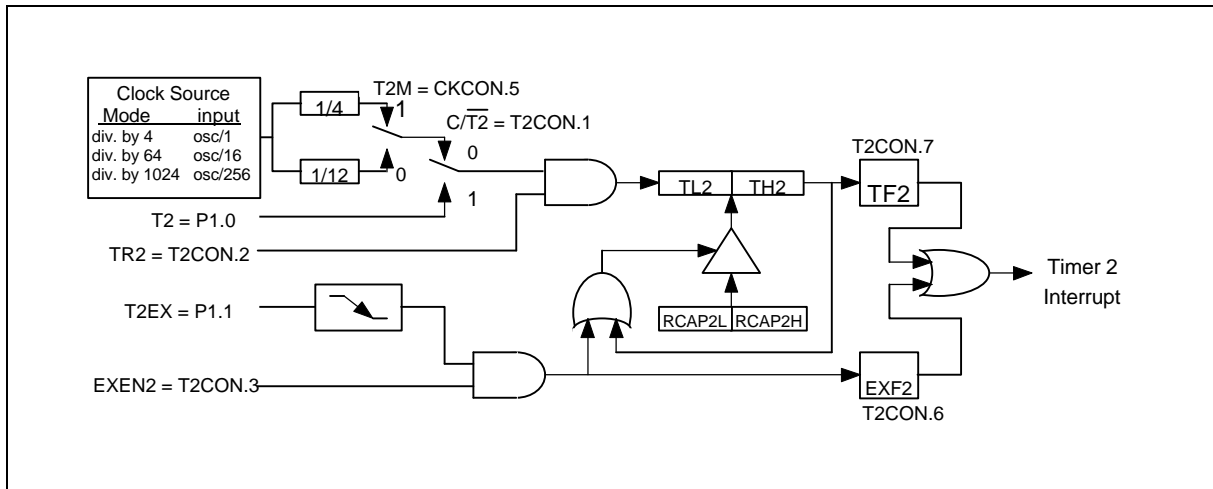 Clock Source
Mode input
div. by 4 osc/1
div. by 64 osc/16
div. by 1024 osc/256
1/4
1/12
T2M = CKCON.5
1
0
C/T2 = T2CON.1
0
1
T2 = P1.0
TR2 = T2CON.2
T2EX = P1.1
EXEN2 = T2CON.3
TL2 TH2
RCAP2L RCAP2H
T2CON.7
TF2
EXF2
T2CON.6
Timer 2
Interrupt